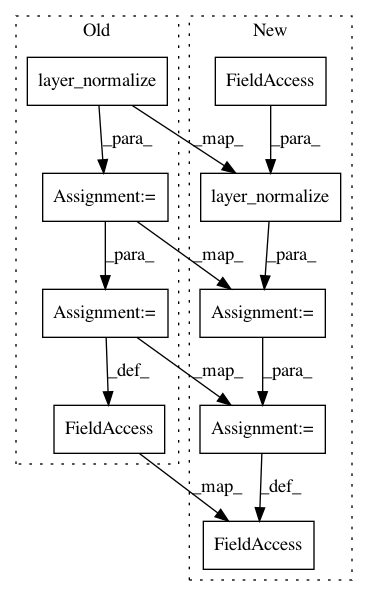 Old
New
layer_normalize
FieldAccess
_para_
_map_
_para_
Assignment:=
layer_normalize
_para_
_map_
_para_
Assignment:=
Assignment:=
_def_
_map_
_para_
FieldAccess
Assignment:=
_map_
_def_
FieldAccess